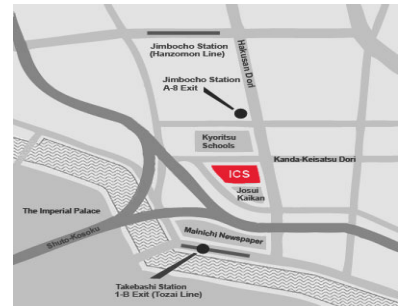 Jimbocho Station
(Hanzomon Line)
Hakusan Dori
Jimbocho Station
A-8 Exit
Kyoritsu
Schools
Kanda-Keisatsu Dori
ICS
Josui
Kaikan
The Imperial Palace
Mainichi Newspaper
Shuto-Kosoku
Takebashi Station
1-B Exit (Tozai Line)